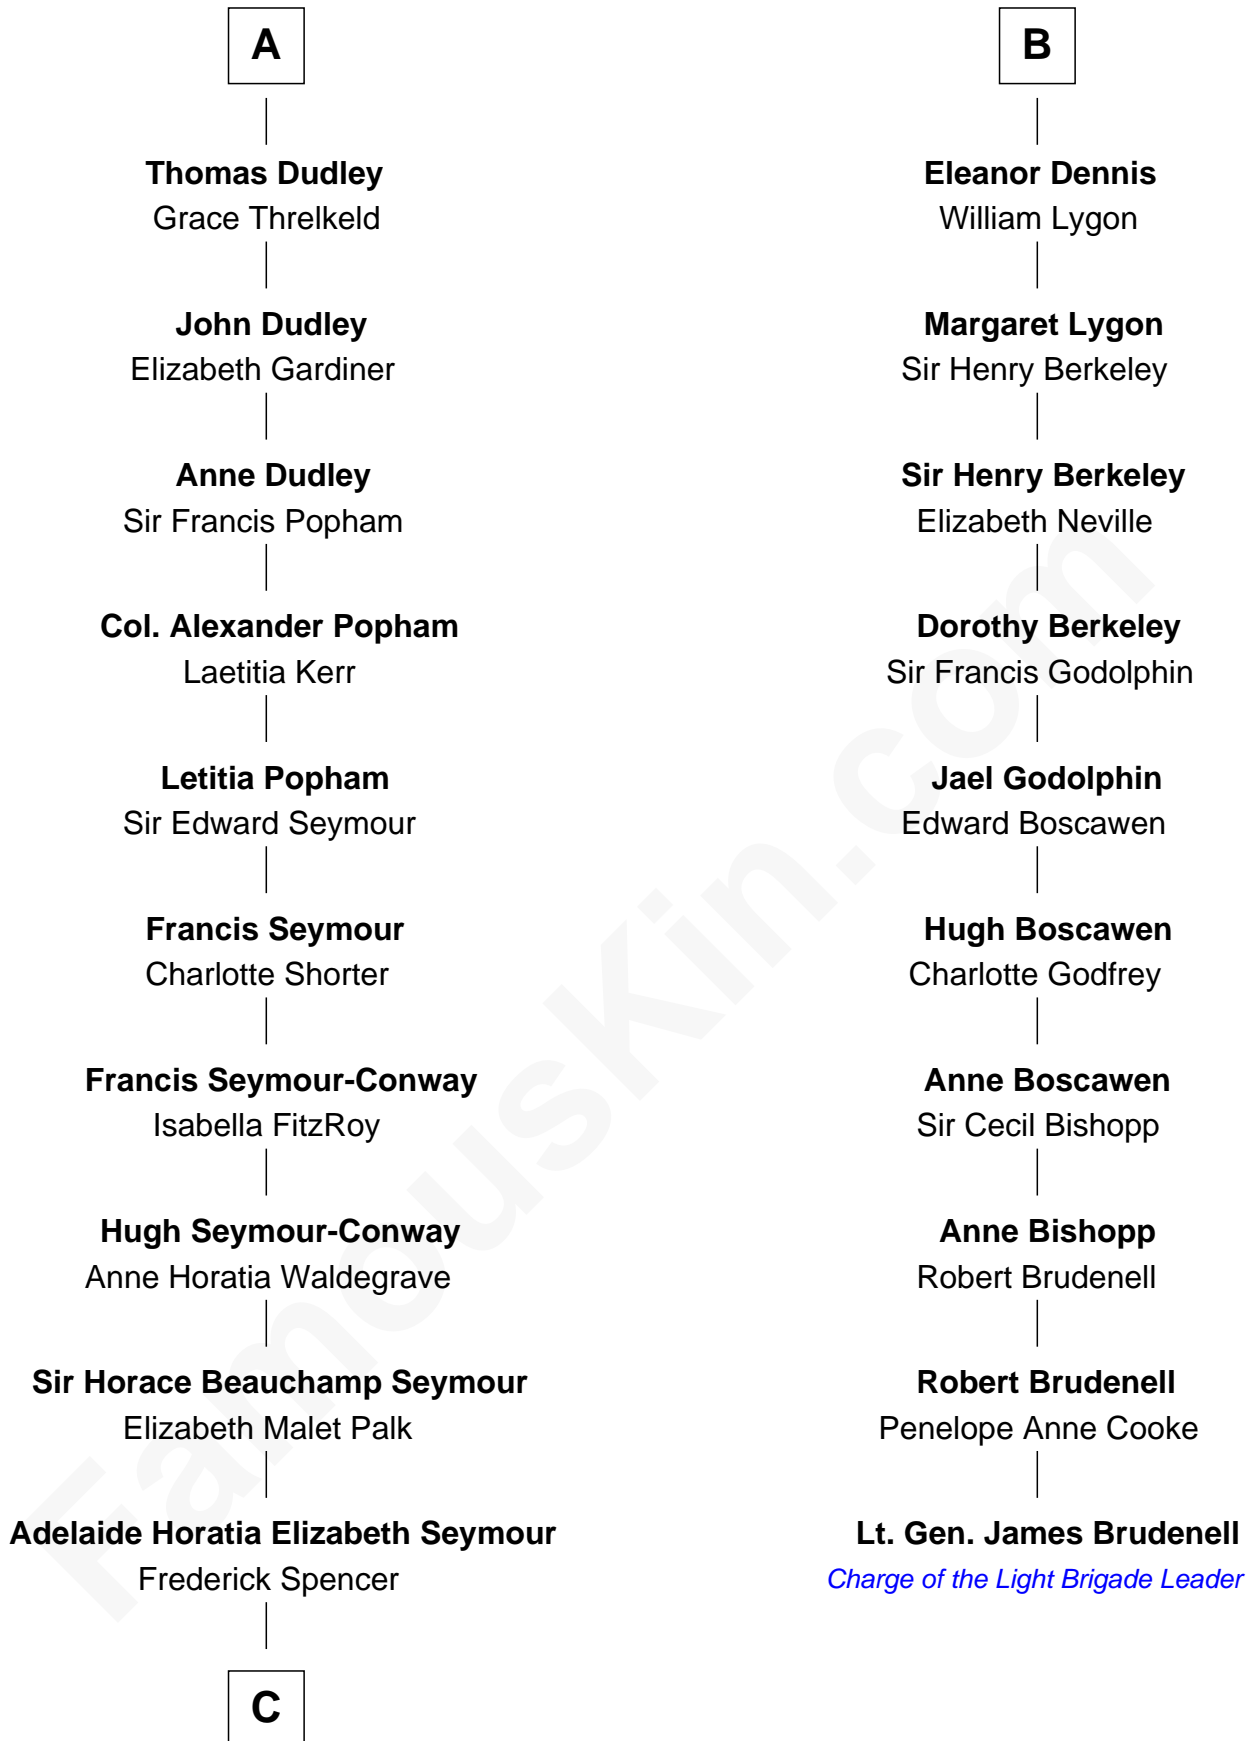 A
Thomas Dudley
Grace Threlkeld
John Dudley
Elizabeth Gardiner
Anne Dudley
Sir Francis Popham
Col. Alexander Popham
Laetitia Kerr
Letitia Popham
Sir Edward Seymour
Francis Seymour
Charlotte Shorter
Francis Seymour-Conway
Isabella FitzRoy
Hugh Seymour-Conway
Anne Horatia Waldegrave
Sir Horace Beauchamp Seymour
Elizabeth Malet Palk
Adelaide Horatia Elizabeth Seymour
Frederick Spencer
C
B
Eleanor Dennis
William Lygon
Margaret Lygon
Sir Henry Berkeley
Sir Henry Berkeley
Elizabeth Neville
Dorothy Berkeley
Sir Francis Godolphin
Jael Godolphin
Edward Boscawen
Hugh Boscawen
Charlotte Godfrey
Anne Boscawen
Sir Cecil Bishopp
Anne Bishopp
Robert Brudenell
Robert Brudenell
Penelope Anne Cooke
Lt. Gen. James Brudenell
Charge of the Light Brigade Leader
FamousKin.com